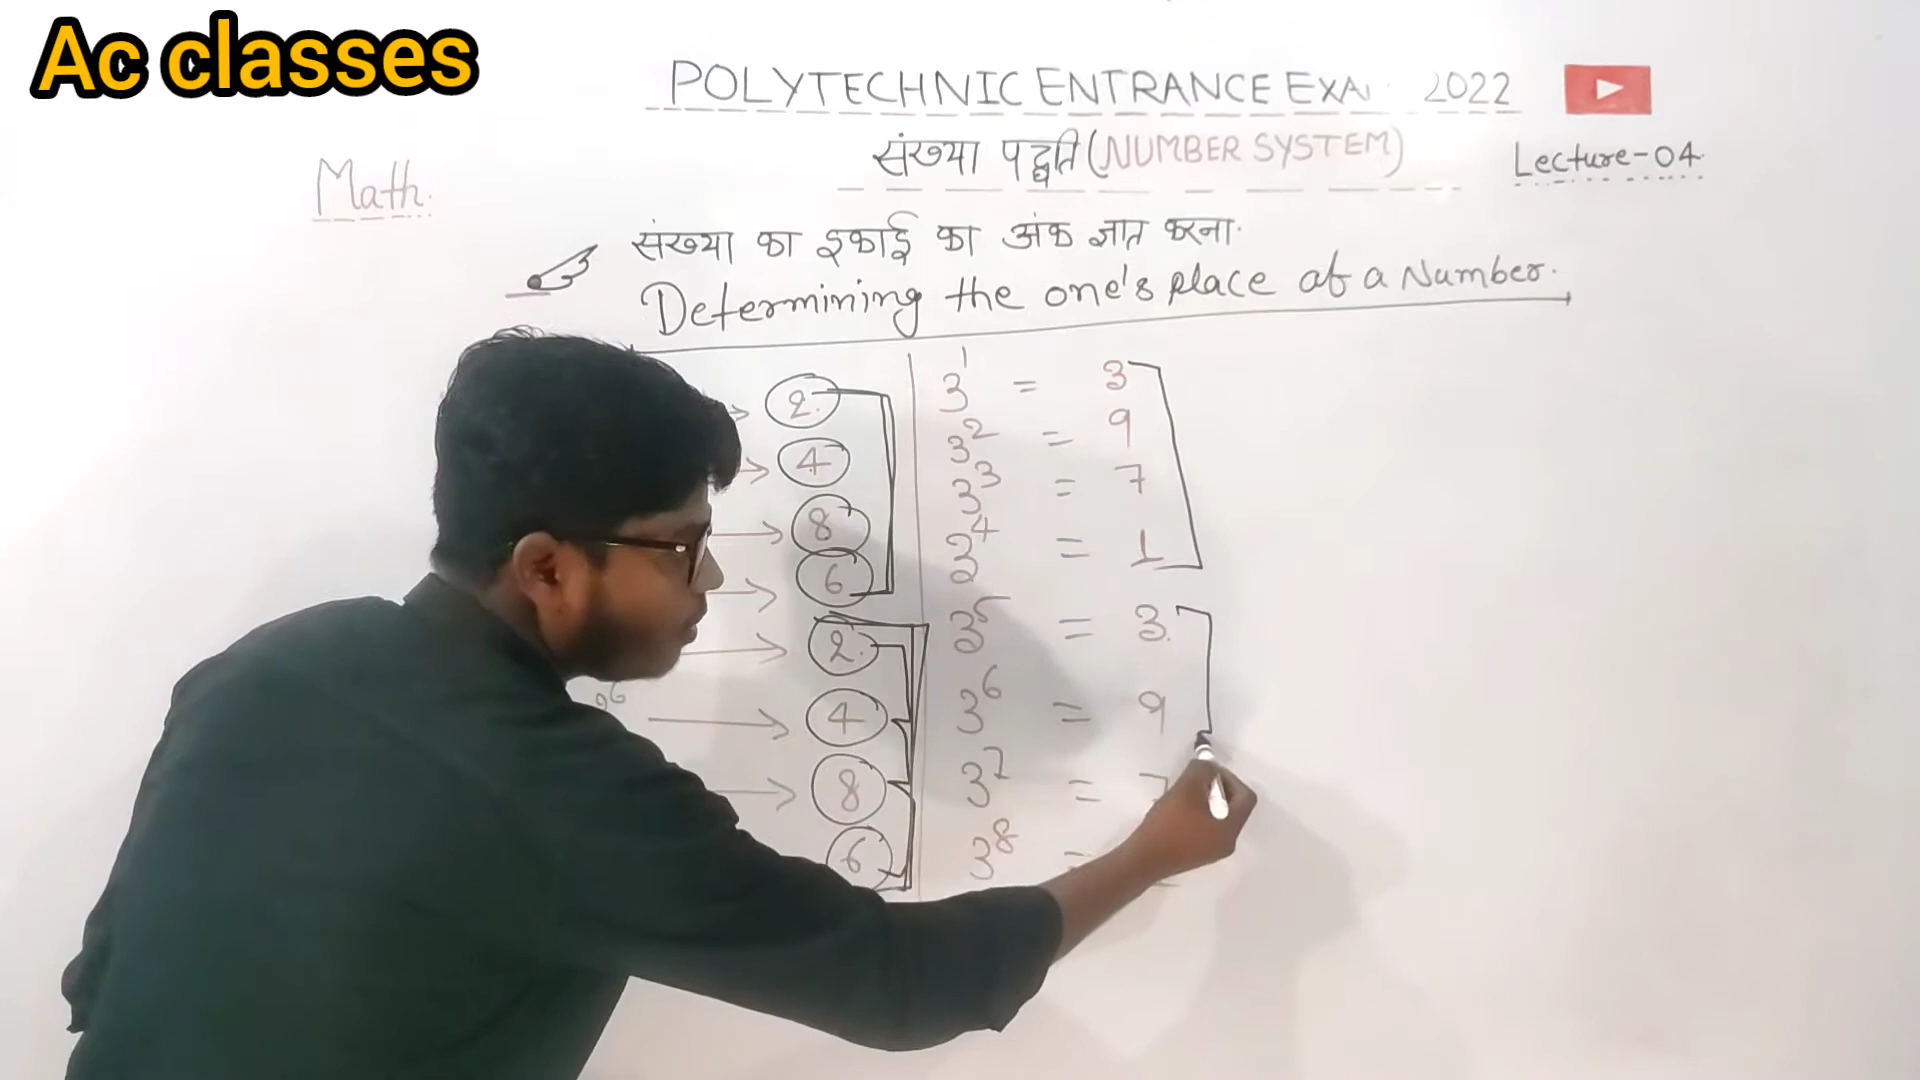 Ac classes
POLYTECHNIC ENTRANCE EXA 2022
संख्या पद्धति (NUMBER SYSTEM)
Lecture-04
Math.
संख्या का इकाई का अंक ज्ञात करना.
Determining the one's place of a Number.
2
4
8
6
2
4
8
6
3¹ = 3
3² = 9
3³ = 7
3⁴ = 1
3⁵ = 3
3⁶ = 9
3⁷ = 7
3⁸ =